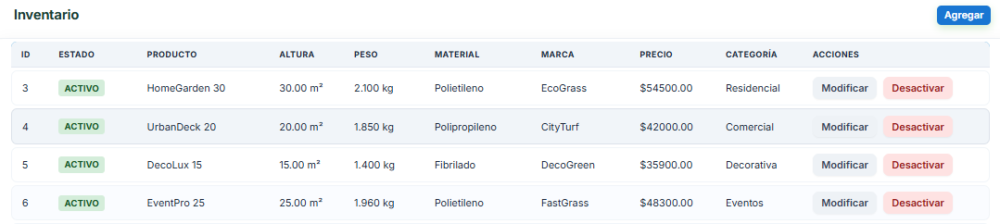 Inventario
Agregar
ID ESTADO PRODUCTO ALTURA PESO MATERIAL MARCA PRECIO CATEGORÍA ACCIONES
3 ACTIVO HomeGarden 30 30.00 m² 2.100 kg Polietileno EcoGrass $54500.00 Residencial Modificar Desactivar
4 ACTIVO UrbanDeck 20 20.00 m² 1.850 kg Polipropileno CityTurf $42000.00 Comercial Modificar Desactivar
5 ACTIVO DecoLux 15 15.00 m² 1.400 kg Fibrilado DecoGreen $35900.00 Decorativa Modificar Desactivar
6 ACTIVO EventPro 25 25.00 m² 1.960 kg Polietileno FastGrass $48300.00 Eventos Modificar Desactivar